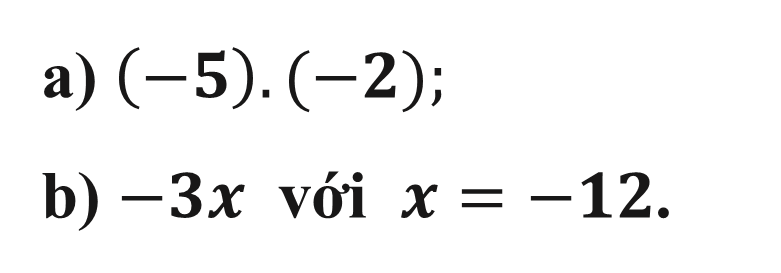 a) (−5). (−2);
b) −3x với x = −12.